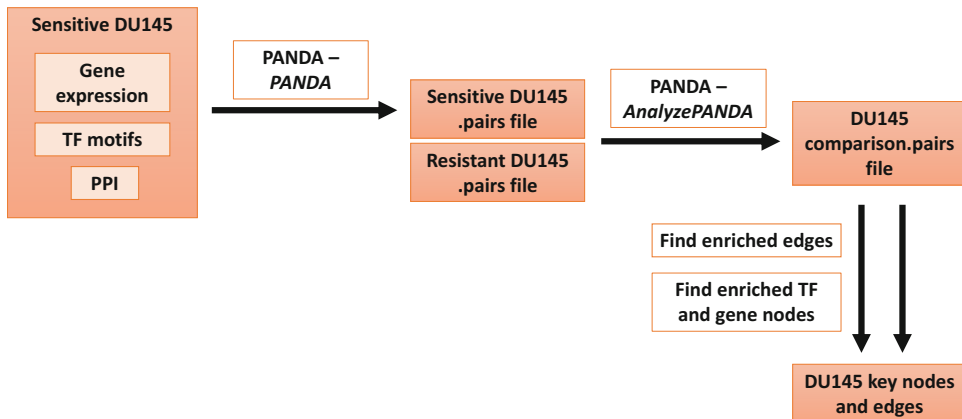 Sensitive DU145
Gene
expression
TF motifs
PPI
PANDA –
PANDA
Sensitive DU145
.pairs file
Resistant DU145
.pairs file
PANDA –
AnalyzePANDA
DU145
comparison.pairs
file
Find enriched edges
Find enriched TF
and gene nodes
DU145 key nodes
and edges